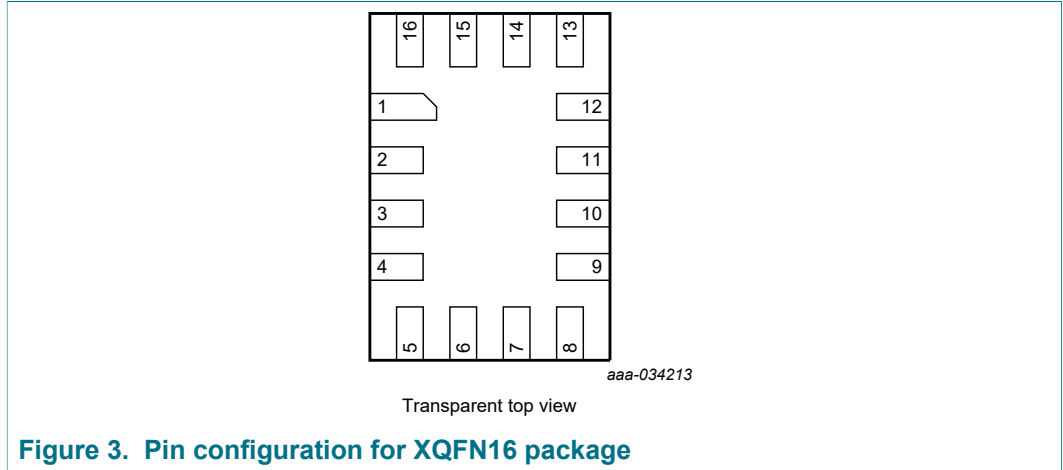 16 15 14 13
1 12
2 11
3 10
4 9
5 6 7 8
aaa-034213
Transparent top view
Figure 3. Pin configuration for XQFN16 package